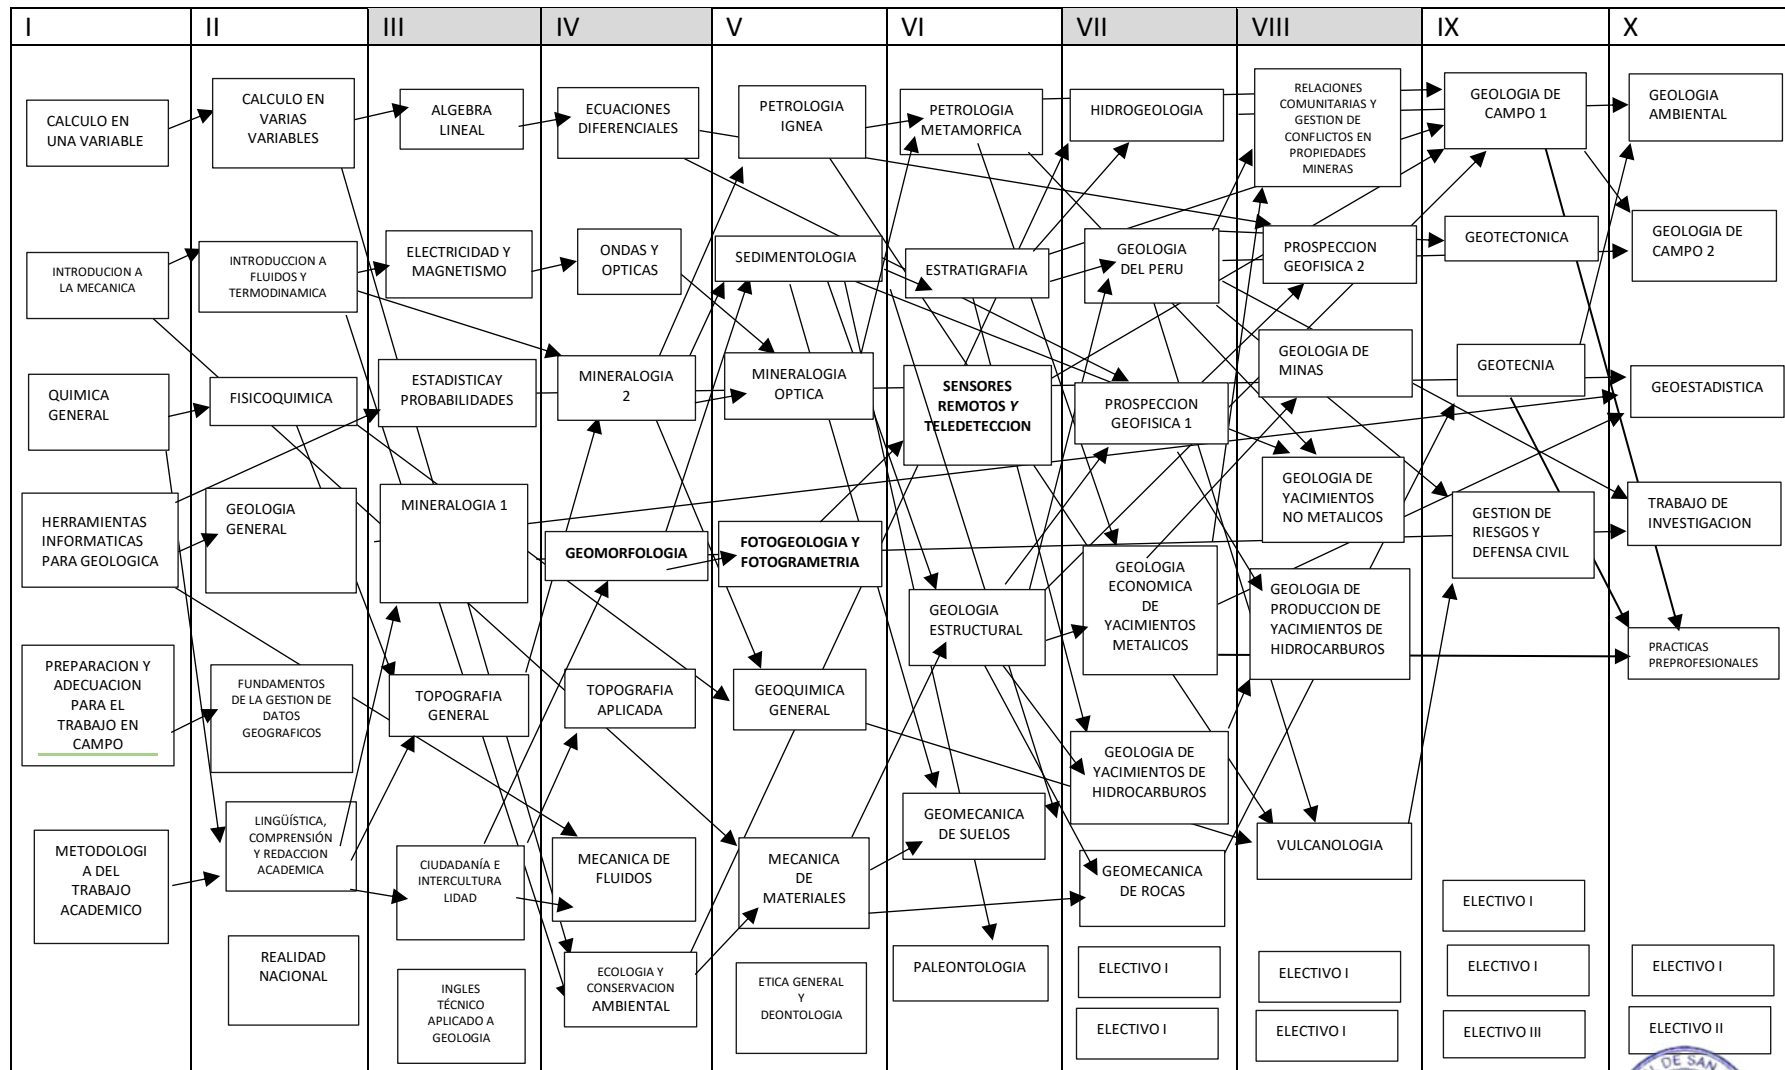 I
II
III
IV
V
VI
VII
VIII
IX
X
CALCULO EN
UNA VARIABLE
INTRODUCION A
LA MECANICA
QUIMICA
GENERAL
HERRAMIENTAS
INFORMATICAS
PARA GEOLOGICA
PREPARACION Y
ADECUACION
PARA EL
TRABAJO EN
CAMPO
METODOLOGI
A DEL
TRABAJO
ACADEMICO
CALCULO EN
VARIAS
VARIABLES
INTRODUCCION A
FLUIDOS Y
TERMODINAMICA
FISICOQUIMICA
GEOLOGIA
GENERAL
FUNDAMENTOS
DE LA GESTION DE
DATOS
GEOGRAFICOS
LINGÜÍSTICA,
COMPRENSIÓN
Y REDACCION
ACADEMICA
REALIDAD
NACIONAL
ALGEBRA
LINEAL
ELECTRICIDAD Y
MAGNETISMO
ESTADISTICAY
PROBABILIDADES
MINERALOGIA 1
TOPOGRAFIA
GENERAL
CIUDADANÍA E
INTERCULTURA
LIDAD
INGLES
TÉCNICO
APLICADO A
GEOLOGIA
ECUACIONES
DIFERENCIALES
ONDAS Y
OPTICAS
MINERALOGIA
2
GEOMORFOLOGIA
TOPOGRAFIA
APLICADA
MECANICA DE
FLUIDOS
ECOLOGIA Y
CONSERVACION
AMBIENTAL
PETROLOGIA
IGNEA
SEDIMENTOLOGIA
MINERALOGIA
OPTICA
FOTOGEOLOGIA Y
FOTOGRAMETRIA
GEOQUIMICA
GENERAL
MECANICA
DE
MATERIALES
ETICA GENERAL
Y
DEONTOLOGIA
PETROLOGIA
METAMORFICA
ESTRATIGRAFIA
SENSORES
REMOTOS Y
TELEDETECCION
GEOLOGIA
ESTRUCTURAL
GEOMECANICA
DE SUELOS
PALEONTOLOGIA
HIDROGEOLOGIA
GEOLOGIA
DEL PERU
PROSPECCION
GEOFISICA 1
GEOLOGIA
ECONOMICA
DE
YACIMIENTOS
METALICOS
GEOLOGIA DE
YACIMIENTOS DE
HIDROCARBUROS
GEOMECANICA
DE ROCAS
ELECTIVO I
ELECTIVO I
RELACIONES
COMUNITARIAS Y
GESTION DE
CONFLICTOS EN
PROPIEDADES
MINERAS
PROSPECCION
GEOFISICA 2
GEOLOGIA DE
MINAS
GEOLOGIA DE
YACIMIENTOS
NO METALICOS
GEOLOGIA DE
PRODUCCION DE
YACIMIENTOS DE
HIDROCARBUROS
VULCANOLOGIA
ELECTIVO I
ELECTIVO I
GEOLOGIA DE
CAMPO 1
GEOTECTONICA
GEOTECNIA
GESTION DE
RIESGOS Y
DEFENSA CIVIL
ELECTIVO I
ELECTIVO I
ELECTIVO III
GEOLOGIA
AMBIENTAL
GEOLOGIA DE
CAMPO 2
GEOESTADISTICA
TRABAJO DE
INVESTIGACION
PRACTICAS
PREPROFESIONALES
ELECTIVO I
ELECTIVO II
DE SAN